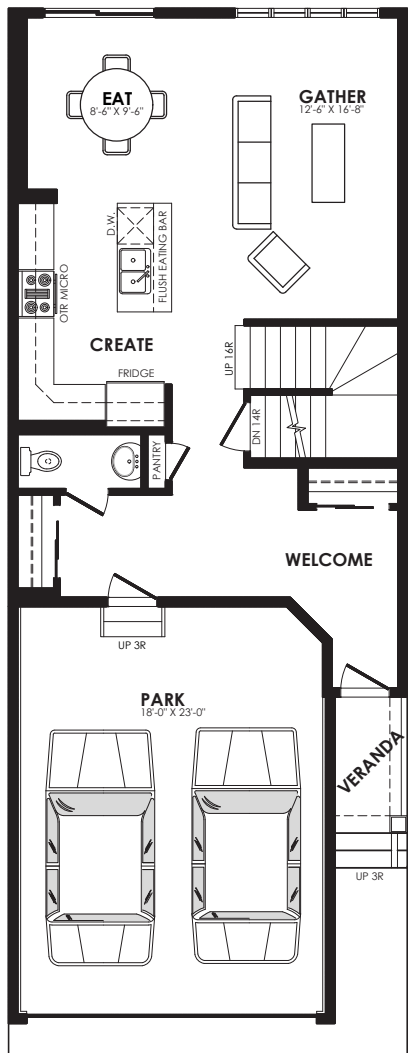 EAT
8'-6" X 9'-6"
GATHER
12'-6" X 16'-8"
D.W.
FLUSH EATING BAR
OTR MICRO
CREATE
FRIDGE
UP 16R
DN 14R
PANTRY
WELCOME
UP 3R
PARK
18'-0" X 23'-0"
VERANDA
UP 3R